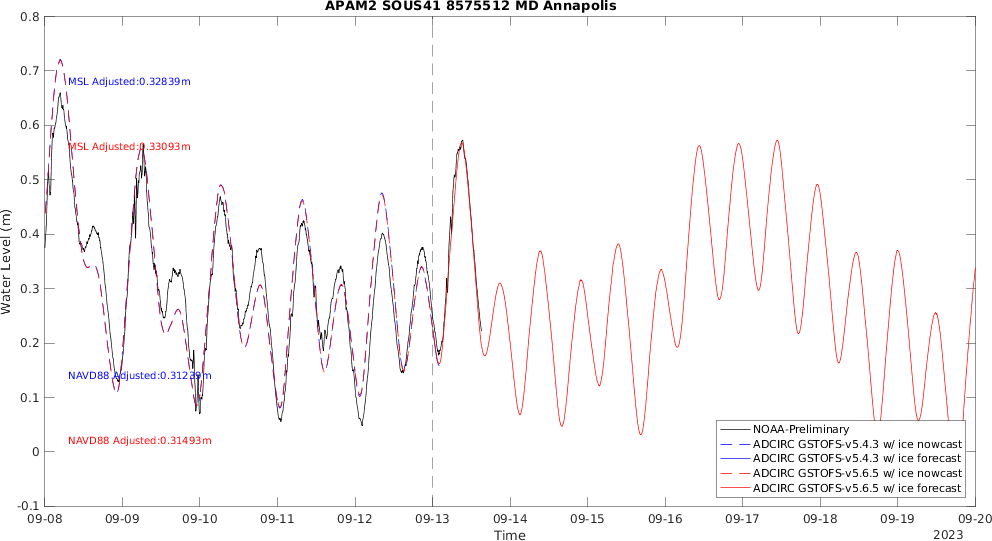 APAM2 SOUS41 8575512 MD Annapolis
0.8
0.7
0.6
0.5
0.4
0.3
0.2
0.1
0
-0.1
Water Level (m)
MSL Adjusted:0.32839m
MSL Adjusted:0.33093m
NAVD88 Adjusted:0.31239m
NAVD88 Adjusted:0.31493m
NOAA-Preliminary
ADCIRC GSTOFS-v5.4.3 w/ ice nowcast
ADCIRC GSTOFS-v5.4.3 w/ ice forecast
ADCIRC GSTOFS-v5.6.5 w/ ice nowcast
ADCIRC GSTOFS-v5.6.5 w/ ice forecast
09-08 09-09 09-10 09-11 09-12 09-13 09-14 09-15 09-16 09-17 09-18 09-19 09-20
Time
2023